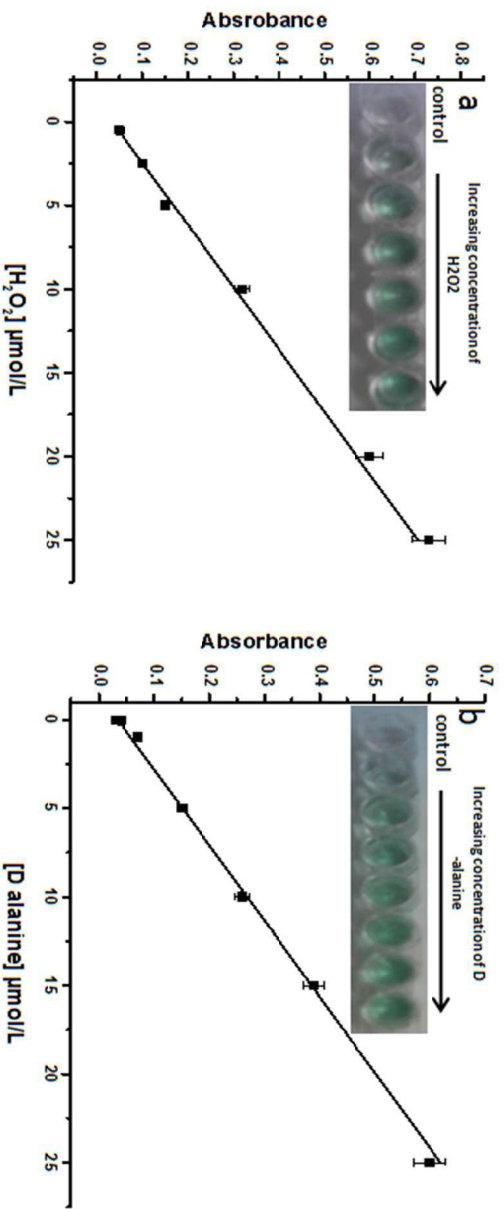 a
control
Increasing concentration of
H2O2
Absrobance
0.0 0.1 0.2 0.3 0.4 0.5 0.6 0.7 0.8
0 5 10 15 20 25
[H₂O₂] µmol/L
b
control
Increasing concentration of D
-alanine
Absorbance
0.0 0.1 0.2 0.3 0.4 0.5 0.6 0.7
0 5 10 15 20 25
[D alanine] µmol/L